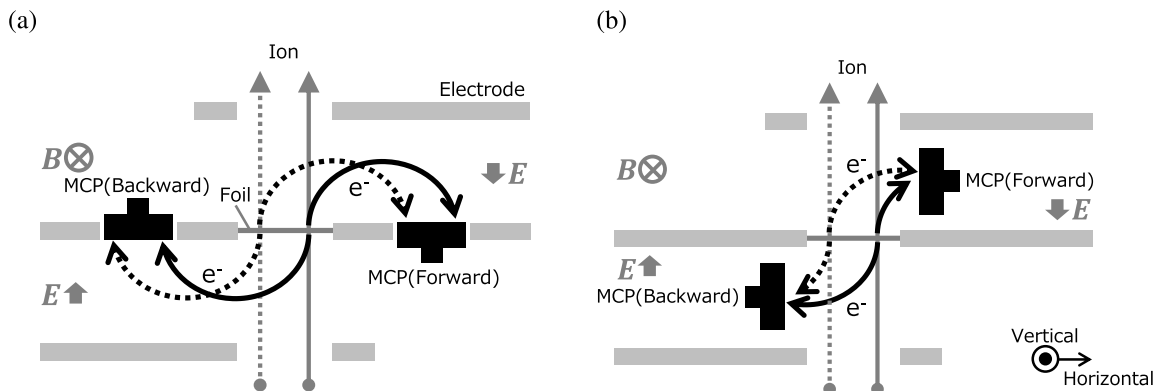 (a)
Ion
Electrode
B⊗
MCP(Backward)
Foil
e-
E
MCP(Forward)
e-
E
(b)
Ion
B⊗
e-
MCP(Forward)
E
E
MCP(Backward)
e-
Vertical
Horizontal